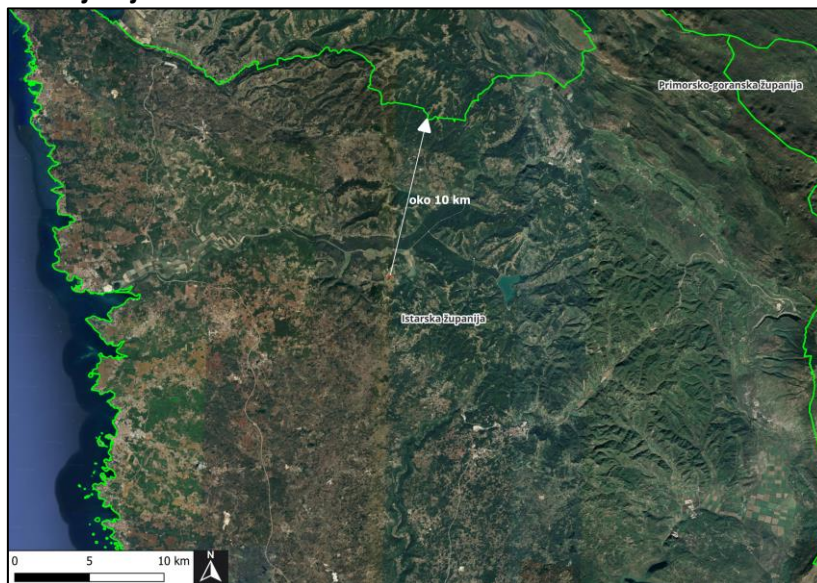 Primorsko-goranska županija
oko 10 km
Istarska županija
0 5 10 km
N